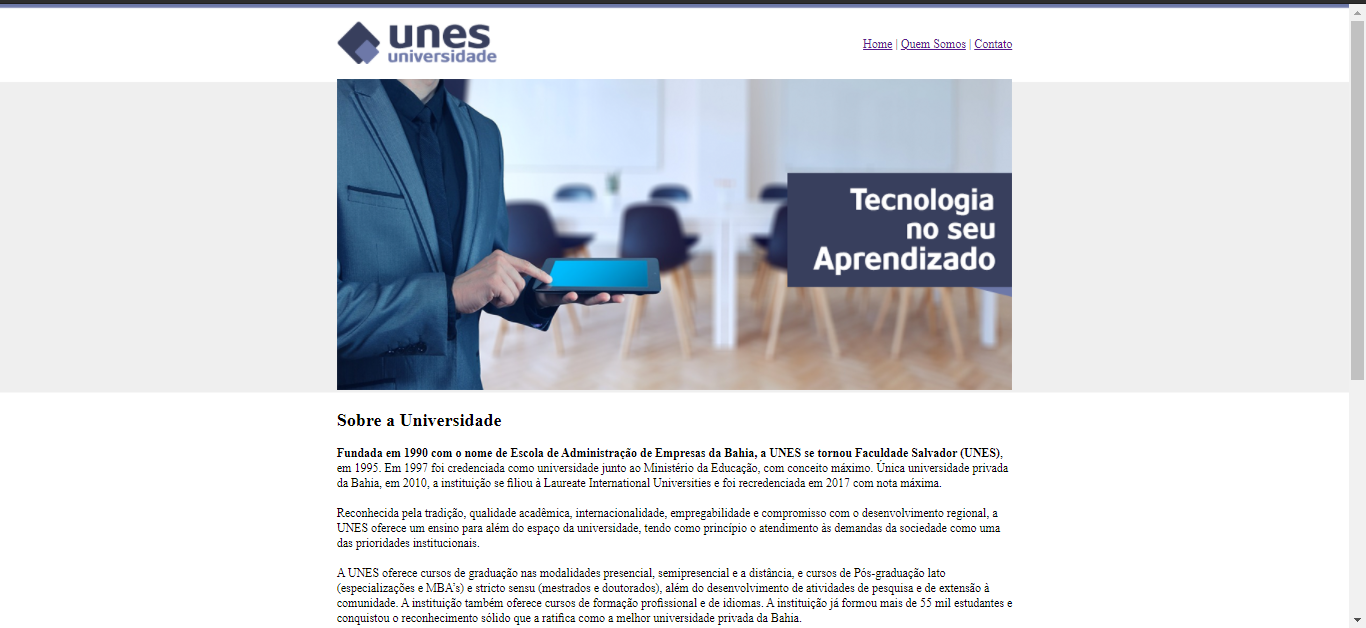 unes
universidade
Home | Quem Somos | Contato
Tecnologia
no seu
Aprendizado
Sobre a Universidade
Fundada em 1990 com o nome de Escola de Administração de Empresas da Bahia, a UNES se tornou Faculdade Salvador (UNES),
em 1995. Em 1997 foi credenciada como universidade junto ao Ministério da Educação, com conceito máximo. Única universidade privada
da Bahia, em 2010, a instituição se filiou à Laureate International Universities e foi recredenciada em 2017 com nota máxima.
Reconhecida pela tradição, qualidade acadêmica, internacionalidade, empregabilidade e compromisso com o desenvolvimento regional, a
UNES oferece um ensino para além do espaço da universidade, tendo como princípio o atendimento às demandas da sociedade como uma
das prioridades institucionais.
A UNES oferece cursos de graduação nas modalidades presencial, semipresencial e a distância, e cursos de Pós-graduação lato
(especializações e MBA's) e stricto sensu (mestrados e doutorados), além do desenvolvimento de atividades de pesquisa e de extensão à
comunidade. A instituição também oferece cursos de formação profissional e de idiomas. A instituição já formou mais de 55 mil estudantes e
conquistou o reconhecimento sólido que a ratifica como a melhor universidade privada da Bahia.